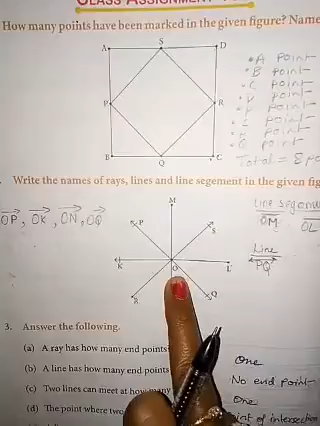 CLASS ASSIGNMENT
How many points have been marked in the given figure? Name
A S D
P R
B Q C
• A Point
• B Point
• C Point
Point
Point
Point
Point
Point
Total = 8 po
Write the names of rays, lines and line segement in the given fig
OP, OK, ON, OQ
M
P S
K O L
R Q
Line segem
OM OL
Line
PQ
3. Answer the following.
(a) A ray has how many end points
One
(b) A line has how many end points
No end point
(c) Two lines can meet at how many
One
(d) The point where two
int of intersection